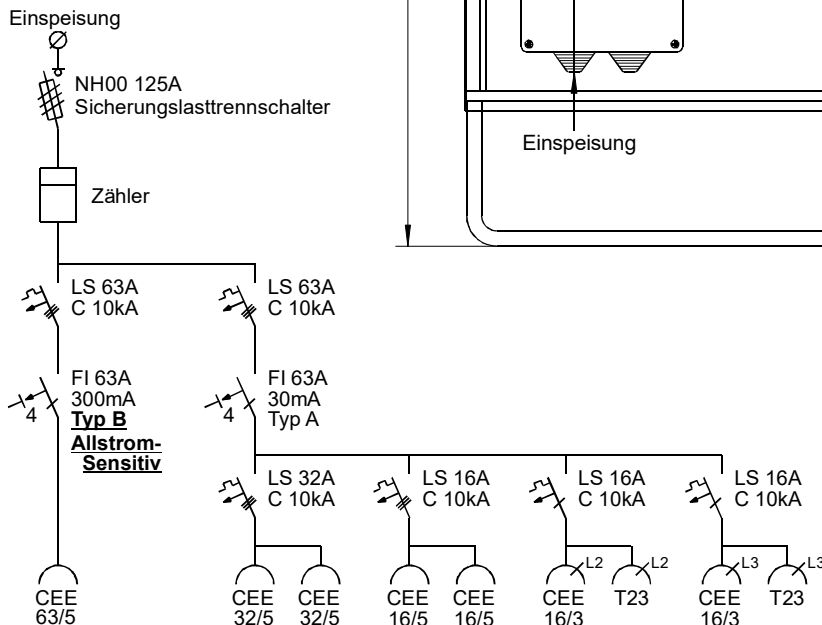 Einspeisung
NH00 125A
Sicherungslasttrennschalter
Einspeisung
Zähler
LS 63A
C 10kA
LS 63A
C 10kA
FI 63A
300mA
Typ B
Allstrom-
Sensitiv
4
FI 63A
30mA
Typ A
4
LS 32A
C 10kA
LS 16A
C 10kA
LS 16A
C 10kA
LS 16A
C 10kA
L2
L2
L3
L3
CEE
63/5
CEE
32/5
CEE
32/5
CEE
16/5
CEE
16/5
CEE
16/3
T23
CEE
16/3
T23